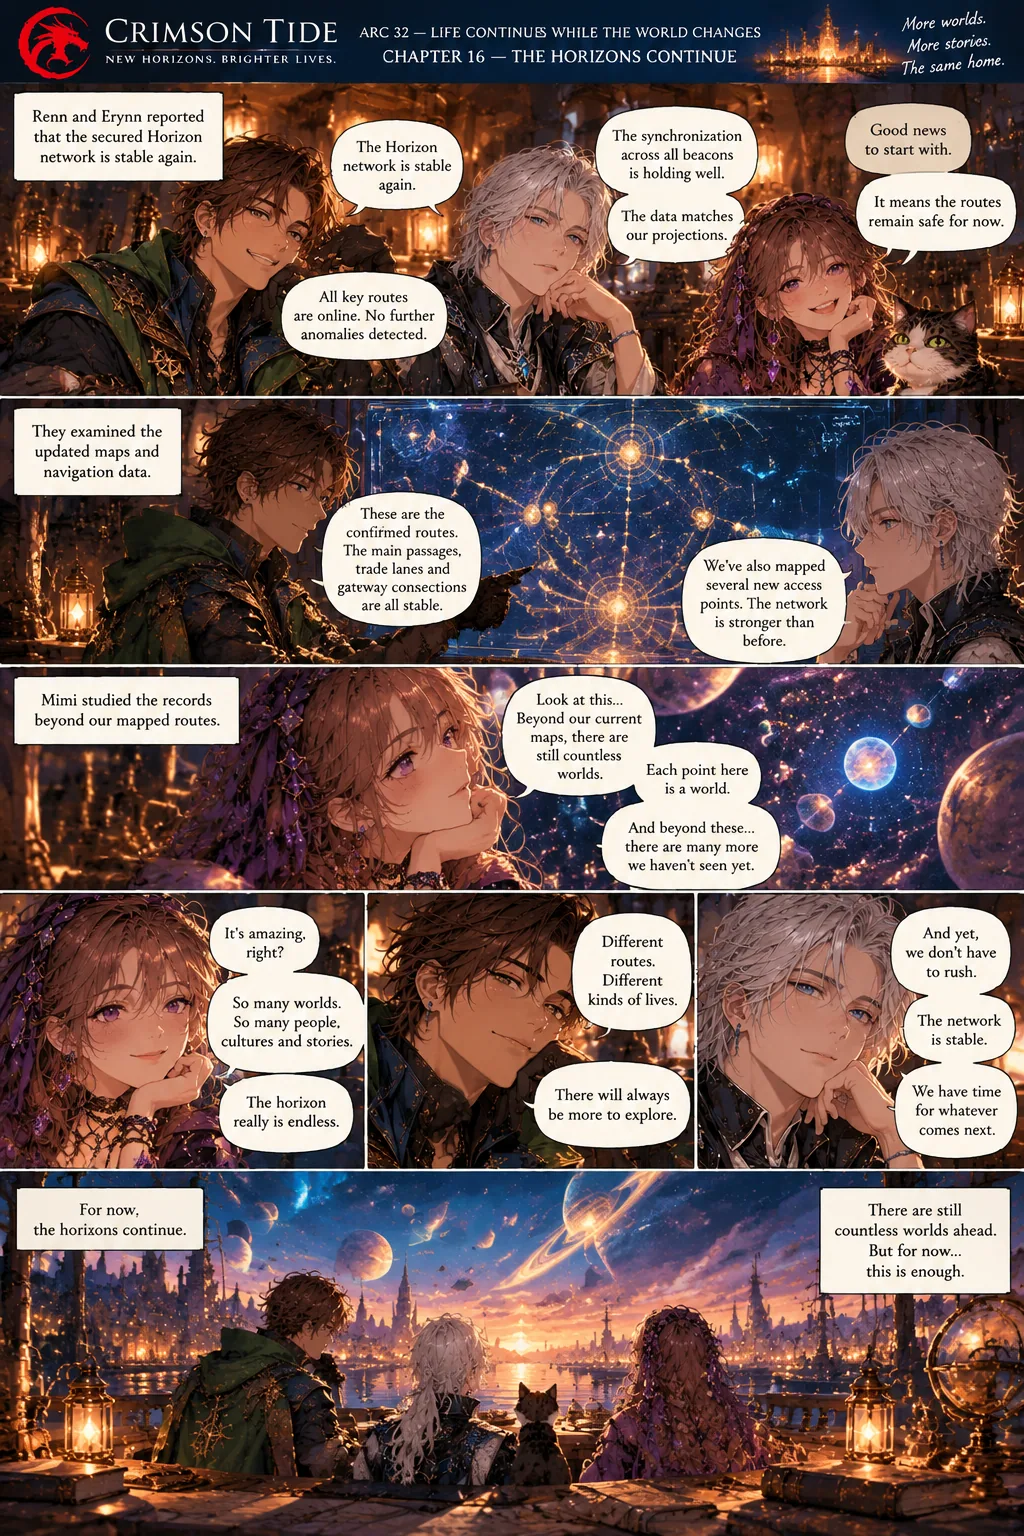 CRIMSON TIDE
NEW HORIZONS. BRIGHTER LIVES.
ARC 32 — LIFE CONTINUES WHILE THE WORLD CHANGES
CHAPTER 16 — THE HORIZONS CONTINUE
More worlds.
More stories.
The same home.
Renn and Erynn reported
that the secured Horizon
network is stable again.
The Horizon
network is stable
again.
All key routes
are online. No further
anomalies detected.
The synchronization
across all beacons
is holding well.
The data matches
our projections.
Good news
to start with.
It means the routes
remain safe for now.
They examined the
updated maps and
navigation data.
These are the
confirmed routes.
The main passages,
trade lanes and
gateway consections
are all stable.
We've also mapped
several new access
points. The network
is stronger than
before.
Mimi studied the records
beyond our mapped routes.
Look at this...
Beyond our current
maps, there are
still countless
worlds.
Each point here
is a world.
And beyond these...
there are many more
we haven't seen yet.
It's amazing,
right?
So many worlds.
So many people,
cultures and stories.
The horizon
really is endless.
Different
routes.
Different
kinds of lives.
There will always
be more to explore.
And yet,
we don't have
to rush.
The network
is stable.
We have time
for whatever
comes next.
For now,
the horizons continue.
There are still
countless worlds ahead.
But for now...
this is enough.